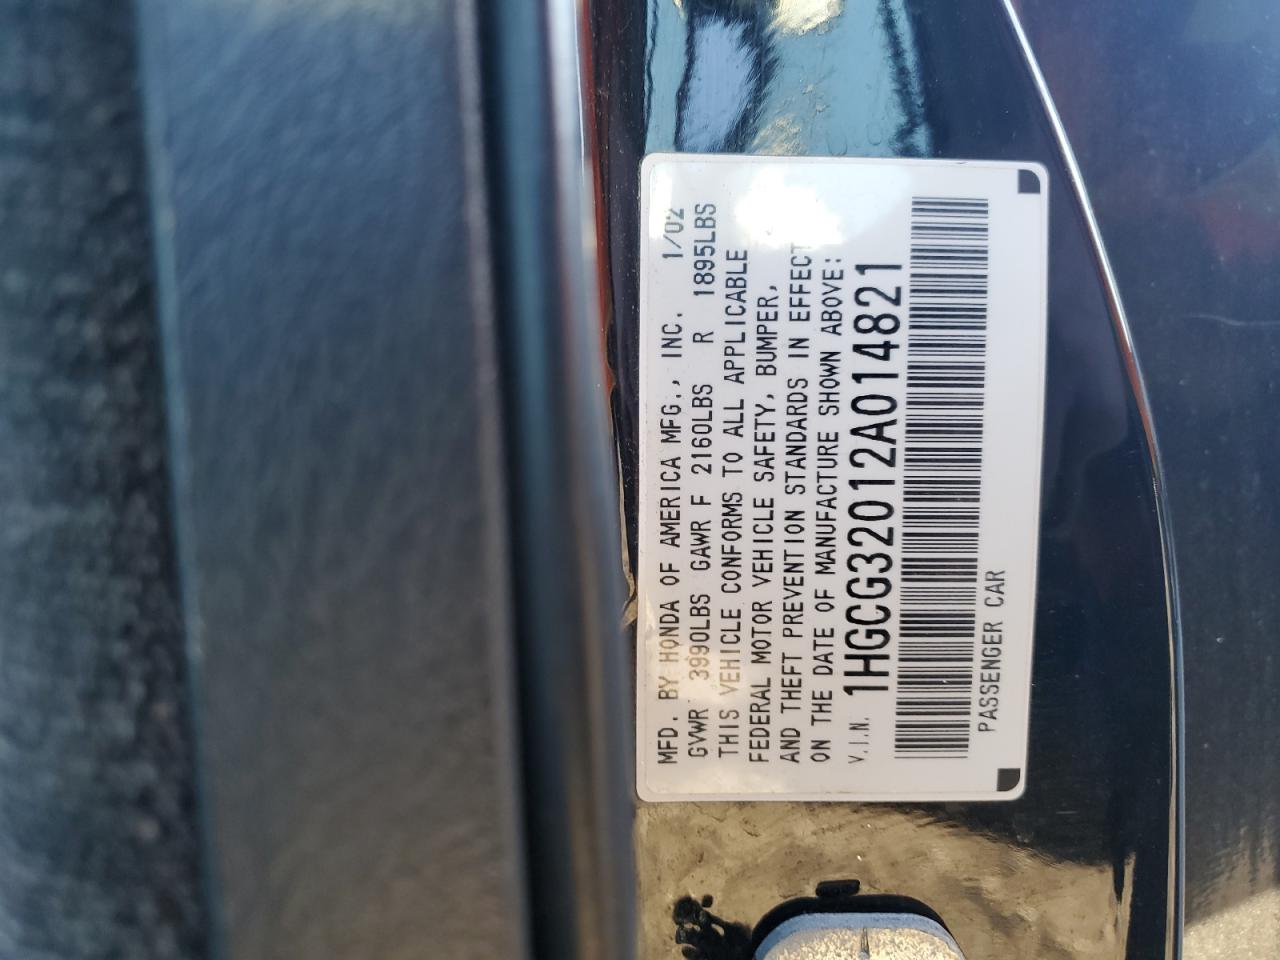 MFD. BY HONDA OF AMERICA MFG., INC. 1/02
GVWR 3990LBS GAWR F 2160LBS R 1895LBS
THIS VEHICLE CONFORMS TO ALL APPLICABLE
FEDERAL MOTOR VEHICLE SAFETY, BUMPER,
AND THEFT PREVENTION STANDARDS IN EFFECT
ON THE DATE OF MANUFACTURE SHOWN ABOVE:
V.I.N. 1HGCG32012A014821
PASSENGER CAR